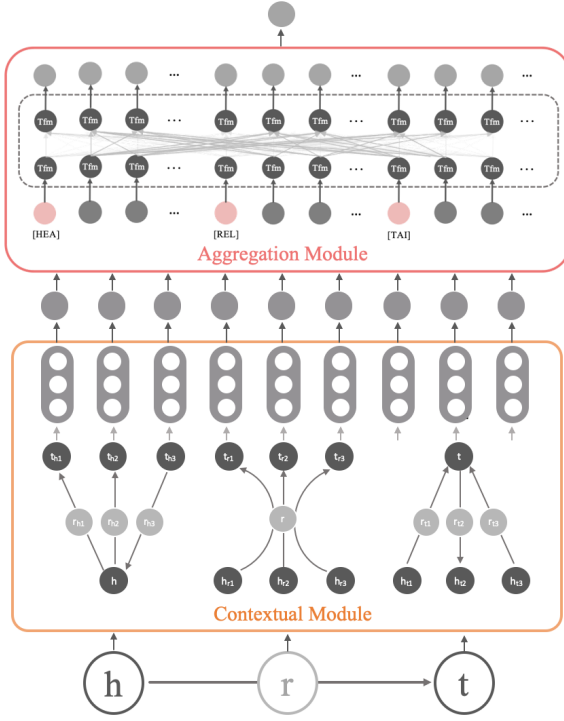 ... ... ...
Tfm Tfm Tfm ... Tfm Tfm Tfm ... Tfm Tfm Tfm ...
Tfm Tfm Tfm ... Tfm Tfm Tfm ... Tfm Tfm Tfm ...
... ... ...
[HEA] [REL] [TAI]
Aggregation Module
th1 th2 th3 tr1 tr2 tr3 t
rh1 rh2 rh3 r rt1 rt2 rt3
h hr1 hr2 hr3 ht1 ht2 ht3
Contextual Module
h r t